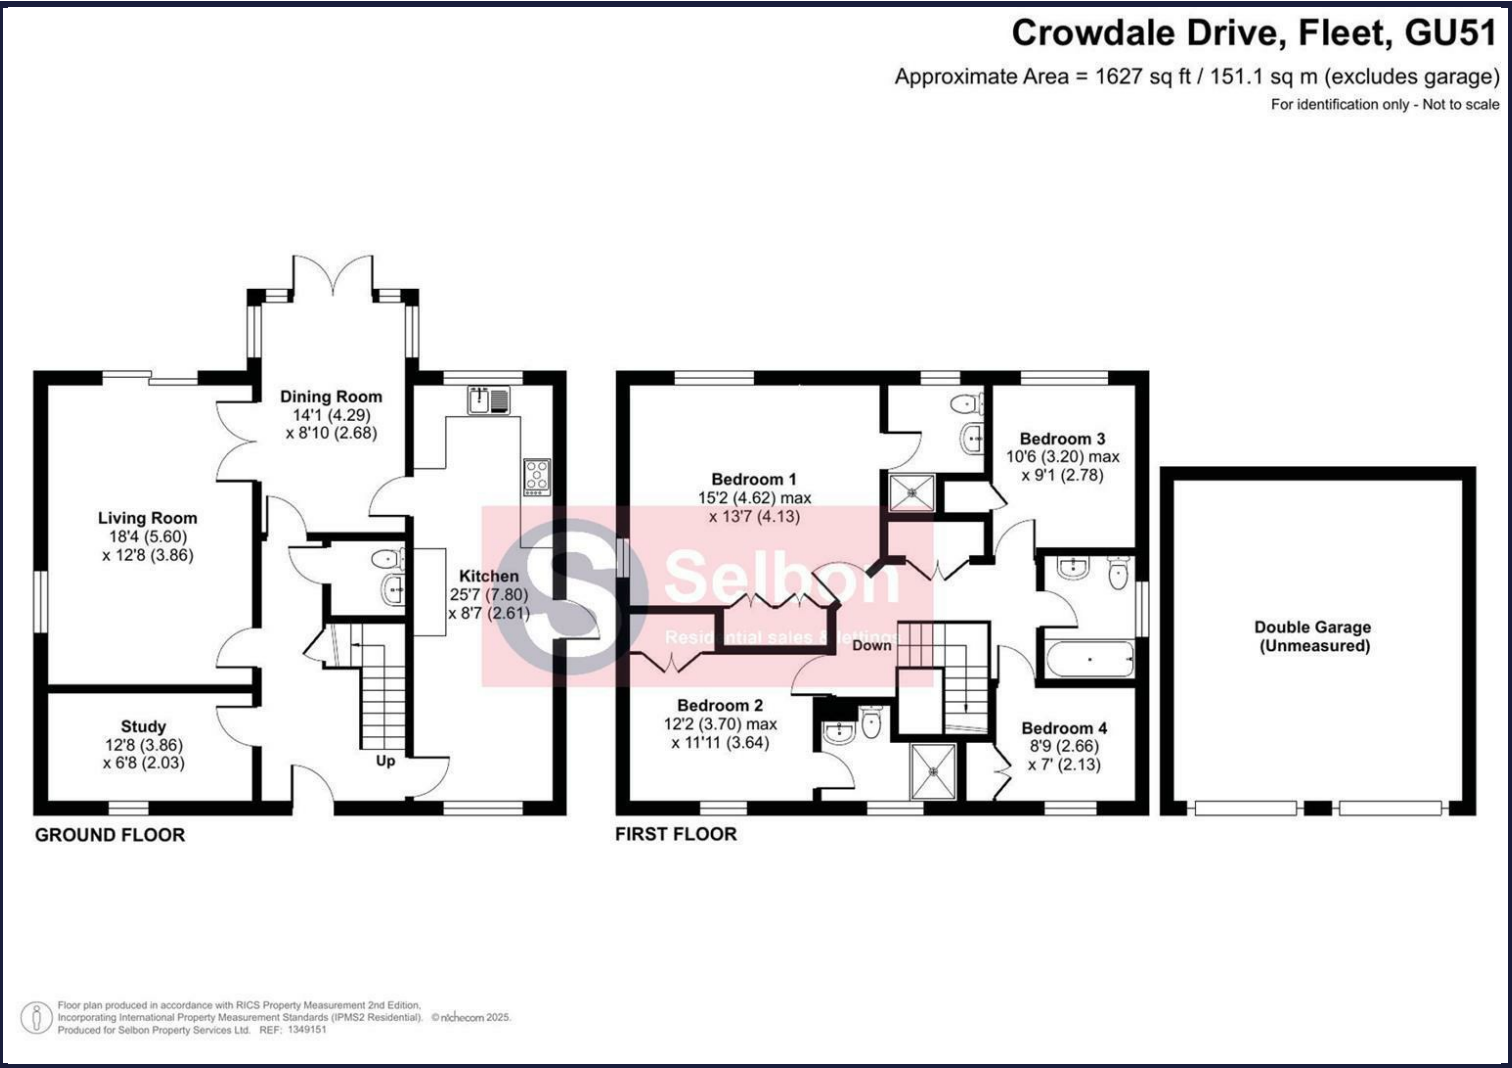 Crowdale Drive, Fleet, GU51
Approximate Area = 1627 sq ft / 151.1 sq m (excludes garage)
For identification only - Not to scale
Dining Room
14'1 (4.29)
x 8'10 (2.68)
Living Room
18'4 (5.60)
x 12'8 (3.86)
Kitchen
25'7 (7.80)
x 8'7 (2.61)
Study
12'8 (3.86)
x 6'8 (2.03)
Up
GROUND FLOOR
Bedroom 1
15'2 (4.62) max
x 13'7 (4.13)
Bedroom 3
10'6 (3.20) max
x 9'1 (2.78)
Selbon
Residential sales & lettings
Down
Bedroom 2
12'2 (3.70) max
x 11'11 (3.64)
Bedroom 4
8'9 (2.66)
x 7' (2.13)
FIRST FLOOR
Double Garage
(Unmeasured)
Floor plan produced in accordance with RICS Property Measurement 2nd Edition,
Incorporating International Property Measurement Standards (IPMS2 Residential). © nichecom 2025.
Produced for Selbon Property Services Ltd. REF: 1349151